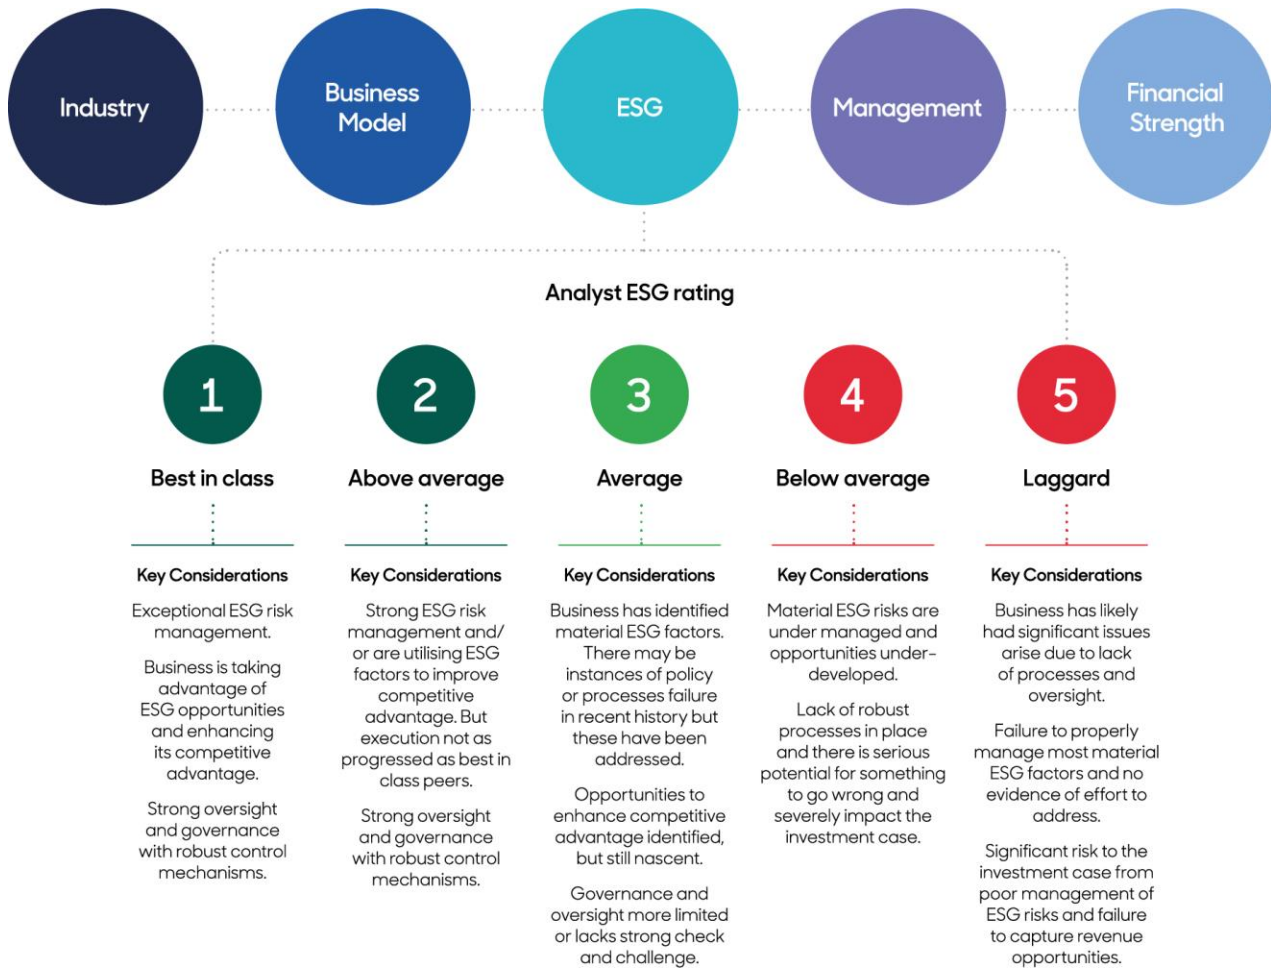 Industry
Business
Model
ESG
Management
Financial
Strength
Analyst ESG rating
1
Best in class
Key Considerations
Exceptional ESG risk
management.
Business is taking
advantage of
ESG opportunities
and enhancing
its competitive
advantage.
Strong oversight
and governance
with robust control
mechanisms.
2
Above average
Key Considerations
Strong ESG risk
management and/
or are utilising ESG
factors to improve
competitive
advantage. But
execution not as
progressed as best in
class peers.
Strong oversight
and governance
with robust control
mechanisms.
3
Average
Key Considerations
Business has identified
material ESG factors.
There may be
instances of policy
or processes failure
in recent history but
these have been
addressed.
Opportunities to
enhance competitive
advantage identified,
but still nascent.
Governance and
oversight more limited
or lacks strong check
and challenge.
4
Below average
Key Considerations
Material ESG risks are
under managed and
opportunities under-
developed.
Lack of robust
processes in place
and there is serious
potential for something
to go wrong and
severely impact the
investment case.
5
Laggard
Key Considerations
Business has likely
had significant issues
arise due to lack
of processes and
oversight.
Failure to properly
manage most material
ESG factors and no
evidence of effort to
address.
Significant risk to the
investment case from
poor management of
ESG risks and failure
to capture revenue
opportunities.